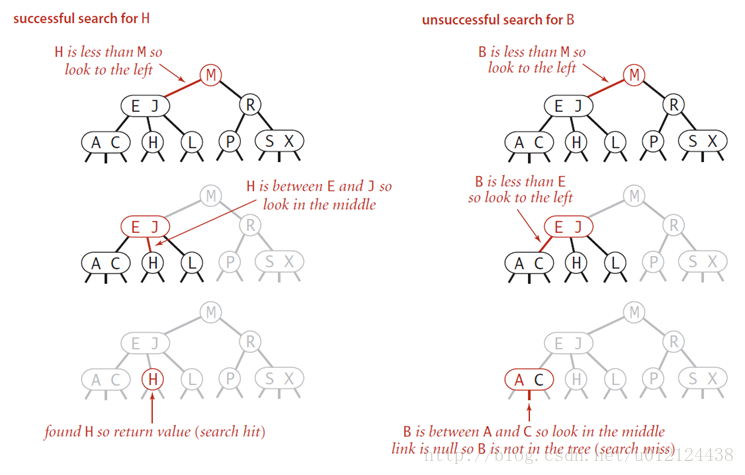 successful search for H
H is less than M so
look to the left
M
E J
R
A C
H
L
P
S X
H is between E and J so
look in the middle
M
E J
R
A C
H
L
P
S X
M
E J
R
A C
H
L
P
S X
found H so return value (search hit)
unsuccessful search for B
B is less than M so
look to the left
M
E J
R
A C
H
L
P
S X
B is less than E
so look to the left
M
E J
R
A C
H
L
P
S X
M
E J
R
A C
H
L
P
S X
B is between A and C so look in the middle
link is null so B is not in the tree (search miss)
http://blog.csdn.net/u012124438